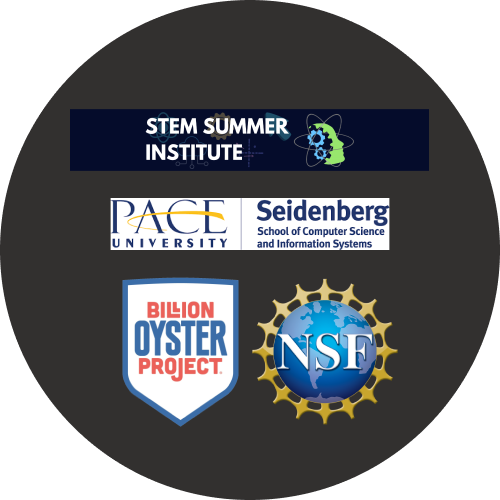 STEM SUMMER
INSTITUTE
PACE
UNIVERSITY
Seidenberg
School of Computer Science
and Information Systems
BILLION
OYSTER
PROJECT
NSF